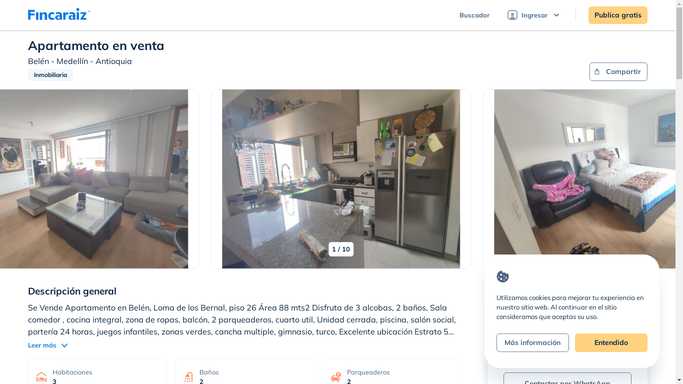 Fincaraiz
Buscador
Ingresar
Publica gratis
Apartamento en venta
Belén - Medellín - Antioquia
Inmobiliaria
Compartir
1 / 10
Descripción general
Se Vende Apartamento en Belén, Loma de los Bernal, piso 26 Área 88 mts2 Disfruta de 3 alcobas, 2 baños, Sala
comedor , cocina integral, zona de ropas, balcón, 2 parqueaderos, cuarto util, Unidad cerrada, piscina, salón social,
portería 24 horas, juegos infantiles, zonas verdes, cancha multiple, gimnasio, turco, Excelente ubicación Estrato 5...
Leer más
Habitaciones
3
Baños
2
Parqueaderos
2
Utilizamos cookies para mejorar tu experiencia en
nuestro sitio web. Al continuar en el sitio
consideramos que aceptas su uso.
Más información
Entendido
Contactar por WhatsApp